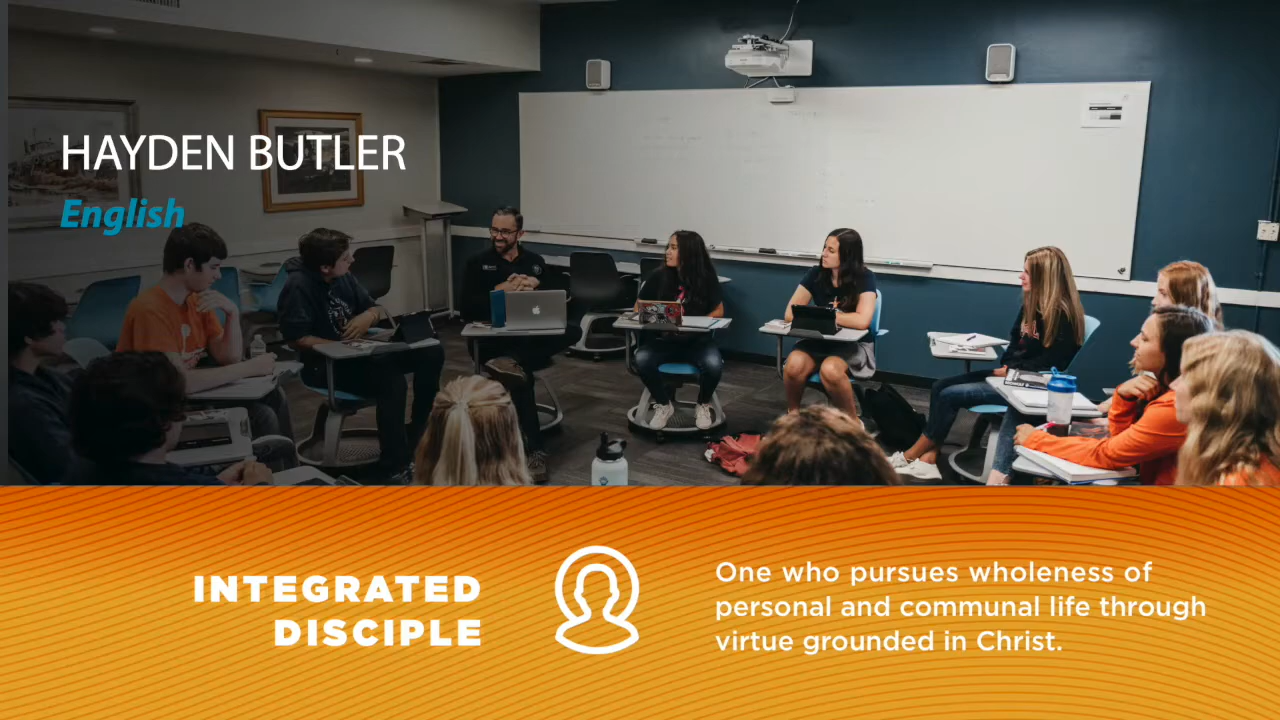 HAYDEN BUTLER
English
INTEGRATED
DISCIPLE
One who pursues wholeness of
personal and communal life through
virtue grounded in Christ.